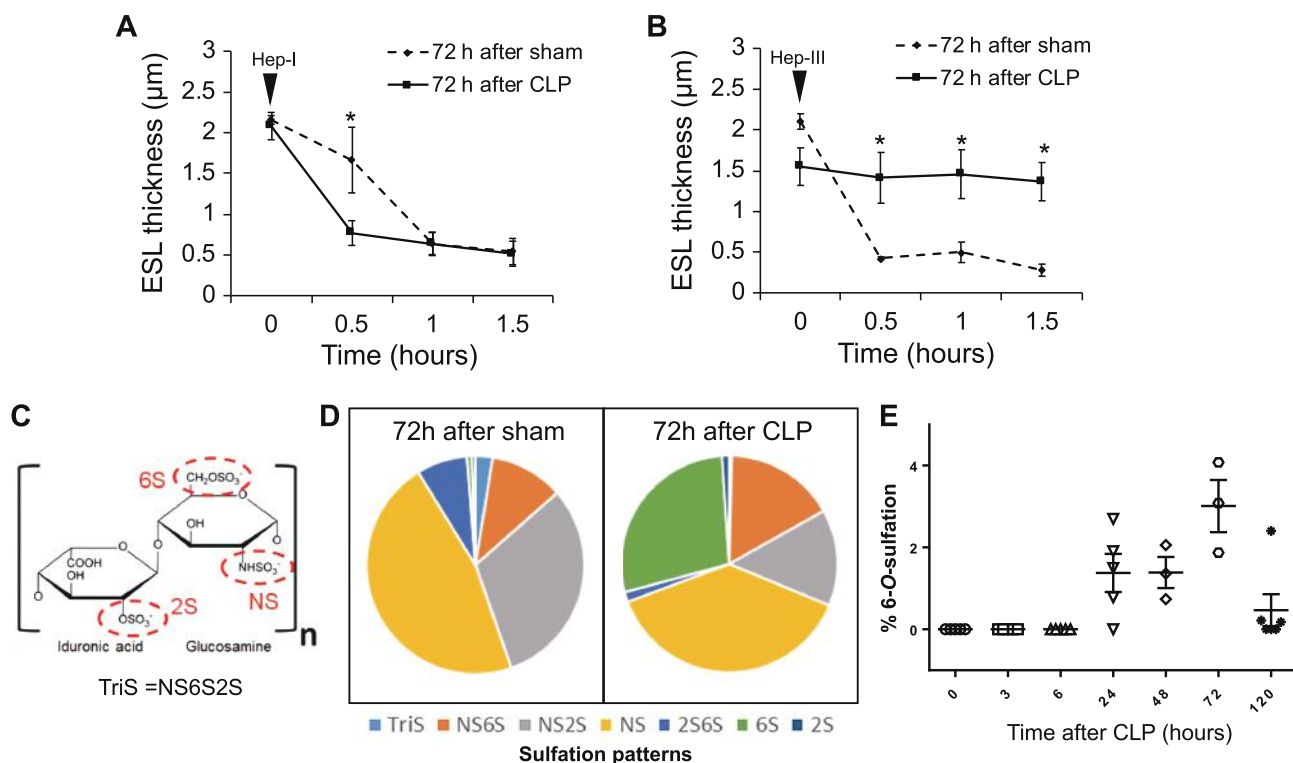 A
3
2.5
2
1.5
1
0.5
0
ESL thickness (µm)
Hep-I
72 h after sham
72 h after CLP
*
0 0.5 1 1.5
Time (hours)
B
3
2.5
2
1.5
1
0.5
0
ESL thickness (µm)
Hep-III
72 h after sham
72 h after CLP
* * *
0 0.5 1 1.5
Time (hours)
C
6S
CH₂OSO₃⁻
O
OH
O
O
NHSO₃⁻
NS
O
COOH
OH
O
OSO₃⁻
2S
n
Iduronic acid Glucosamine
TriS =NS6S2S
D
72h after sham 72h after CLP
TriS NS6S NS2S NS 2S6S 6S 2S
Sulfation patterns
E
% 6-O-sulfation
4
2
0
0 3 6 24 48 72 120
Time after CLP (hours)